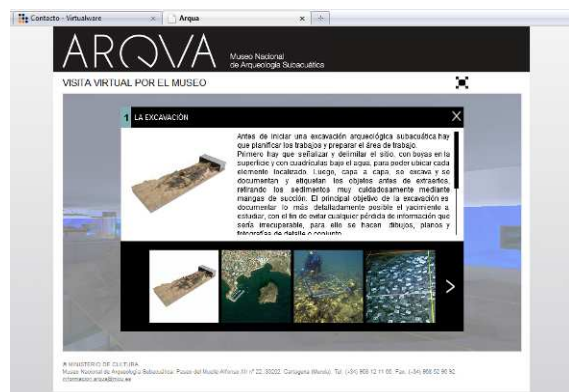 Contacto - Virtualware
Arqua
ARQVA
Museo Nacional
de Arqueología Subacuática
VISITA VIRTUAL POR EL MUSEO
1 LA EXCAVACIÓN
Antes de iniciar una excavación arqueológica subacuática hay
que planificar los trabajos y preparar el área de trabajo.
Primero hay que señalizar y delimitar el sitio, con boyas en la
superficie y con cuadrículas bajo el agua, para poder ubicar cada
elemento localizado. Luego, capa a capa, se excava y se
documentan y etiquetan los objetos antes de extraerlos,
retirando los sedimentos muy cuidadosamente mediante
mangas de succión. El principal objetivo de la excavación es
documentar lo más detalladamente posible el yacimiento a
estudiar, con el fin de evitar cualquier pérdida de información que
sería irrecuperable, para ello se hacen dibujos, planos y
fotografías de detalle o conjunto
MINISTERIO DE CULTURA
Museo Nacional de Arqueología Subacuática. Paseo del Muelle Alfonso XII nº 22, 30202. Cartagena (Murcia). Tel. (+34) 968 12 11 66 Fax. (+34)